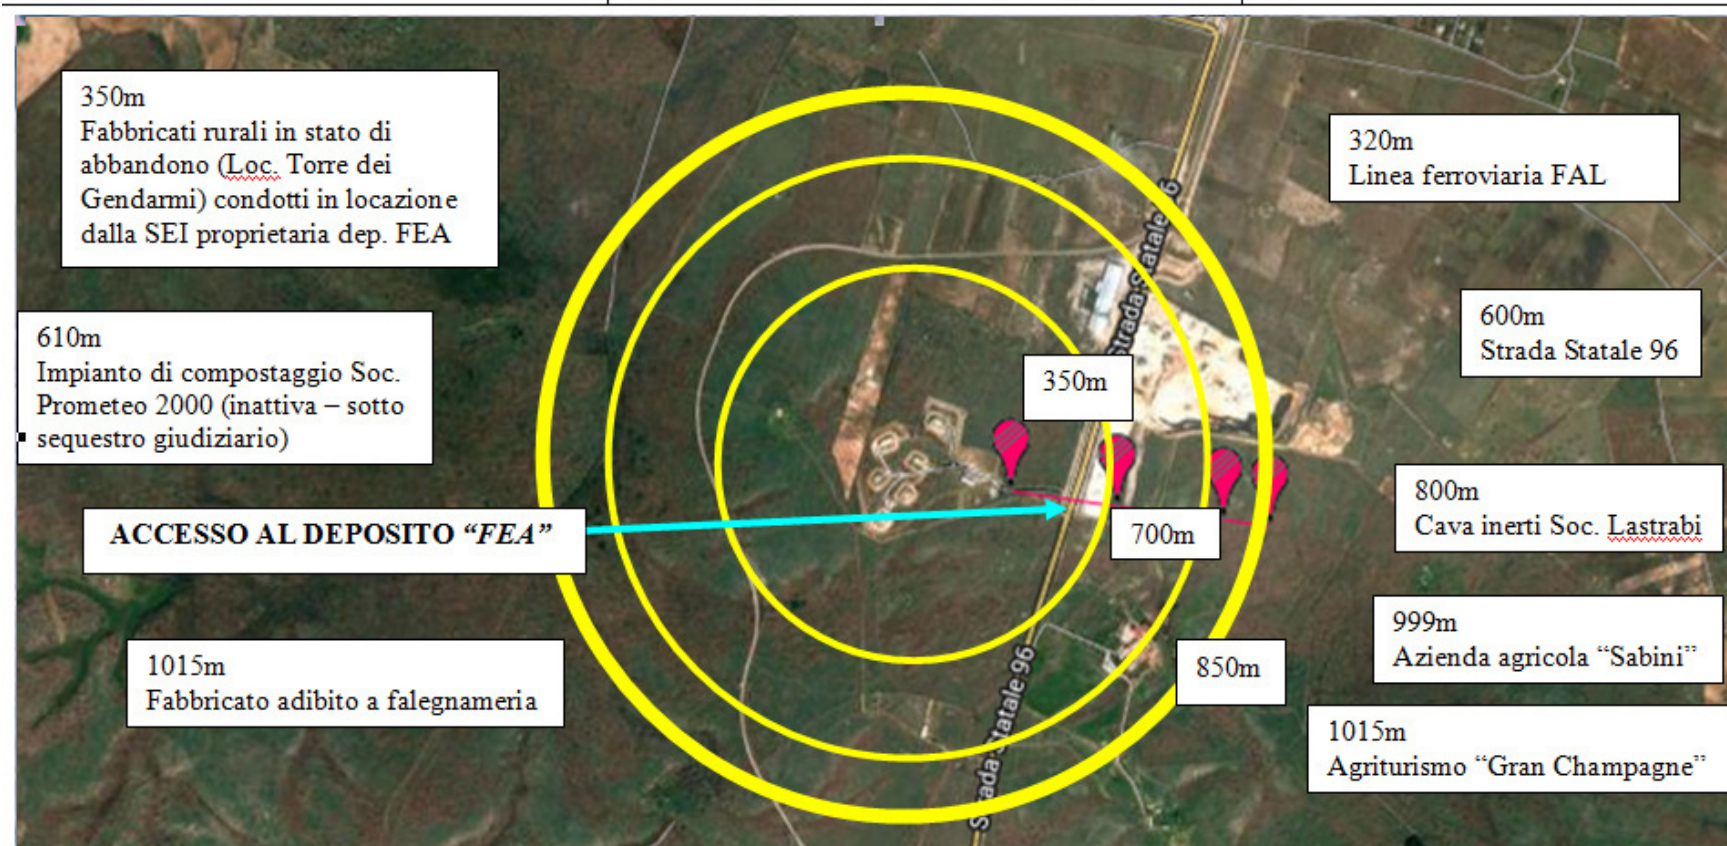 350m
Fabbricati rurali in stato di
abbandono (Loc. Torre dei
Gendarmi) condotti in locazione
dalla SEI proprietaria dep. FEA
320m
Linea ferroviaria FAL
Strada Statale 96
610m
Impianto di compostaggio Soc.
Prometeo 2000 (inattiva – sotto
sequestro giudiziario)
600m
Strada Statale 96
350m
800m
Cava inerti Soc. Lastrabi
ACCESSO AL DEPOSITO “FEA”
700m
999m
Azienda agricola “Sabini”
1015m
Fabbricato adibito a falegnameria
850m
Strada Statale 96
1015m
Agriturismo “Gran Champagne”